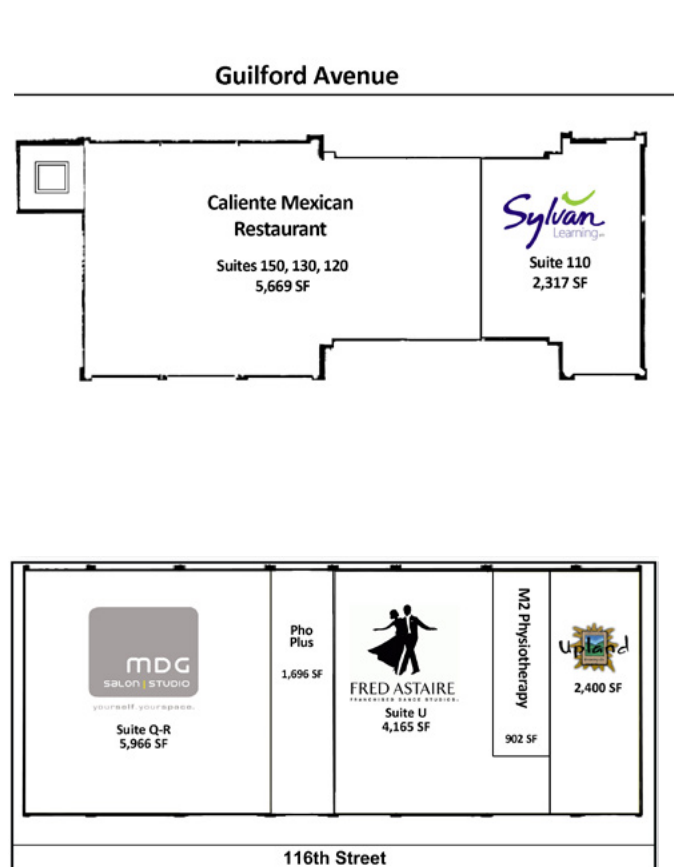 Guilford Avenue
Caliente Mexican
Restaurant
Suites 150, 130, 120
5,669 SF
Sylvan
Learning
Suite 110
2,317 SF
MDG
SALON|STUDIO
yourself.yourspace.
Suite Q-R
5,966 SF
Pho
Plus
1,696 SF
FRED ASTAIRE
FRANCHISED DANCE STUDIOS
Suite U
4,165 SF
M2 Physiotherapy
902 SF
Upland
2,400 SF
116th Street